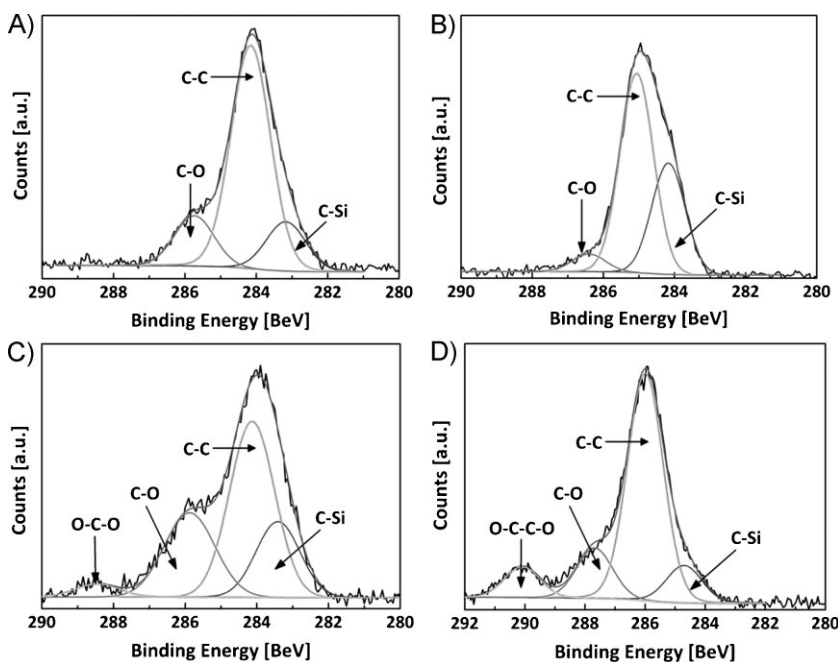 A)
Counts [a.u.]
C-C
C-O
C-Si
290 288 286 284 282 280
Binding Energy [BeV]
B)
Counts [a.u.]
C-C
C-O
C-Si
290 288 286 284 282 280
Binding Energy [BeV]
C)
Counts [a.u.]
C-C
C-O
O-C-O
C-Si
290 288 286 284 282 280
Binding Energy [BeV]
D)
Counts [a.u.]
C-C
C-O
O-C-C-O
C-Si
292 290 288 286 284 282 280
Binding Energy [BeV]